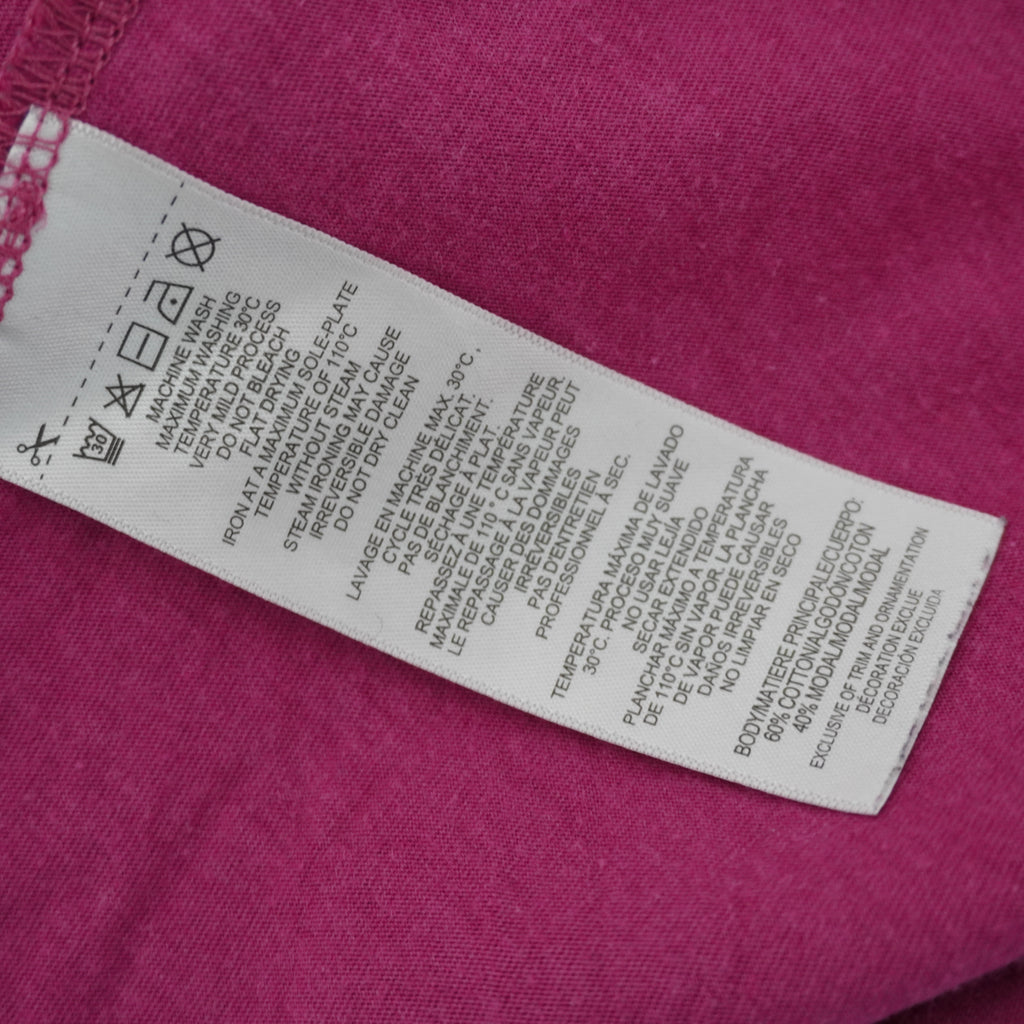 30
MACHINE WASH
MAXIMUM WASHING
TEMPERATURE 30°C
VERY MILD PROCESS
DO NOT BLEACH
FLAT DRYING
IRON AT A MAXIMUM SOLE-PLATE
TEMPERATURE OF 110°C
WITHOUT STEAM
STEAM IRONING MAY CAUSE
IRREVERSIBLE DAMAGE
DO NOT DRY CLEAN
LAVAGE EN MACHINE MAX. 30°C,
CYCLE TRÈS DÉLICAT.
PAS DE BLANCHIMENT.
SÉCHAGE À PLAT.
REPASSEZ À UNE TEMPÉRATURE
MAXIMALE DE 110° C SANS VAPEUR.
LE REPASSAGE À LA VAPEUR PEUT
CAUSER DES DOMMAGES
IRRÉVERSIBLES
PAS D'ENTRETIEN
PROFESSIONNEL À SEC.
TEMPERATURA MÁXIMA DE LAVADO
30°C. PROCESO MUY SUAVE
NO USAR LEJÍA
SECAR EXTENDIDO
PLANCHAR MÁXIMO A TEMPERATURA
DE 110°C SIN VAPOR. LA PLANCHA
DE VAPOR PUEDE CAUSAR
DAÑOS IRREVERSIBLES
NO LIMPIAR EN SECO
BODY/MATIERE PRINCIPALE/CUERPO:
60% COTTON/ALGODÓN/COTON
40% MODAL/MODAL/MODAL
EXCLUSIVE OF TRIM AND ORNAMENTATION
DÉCORATION EXCLUE
DECORACIÓN EXCLUIDA